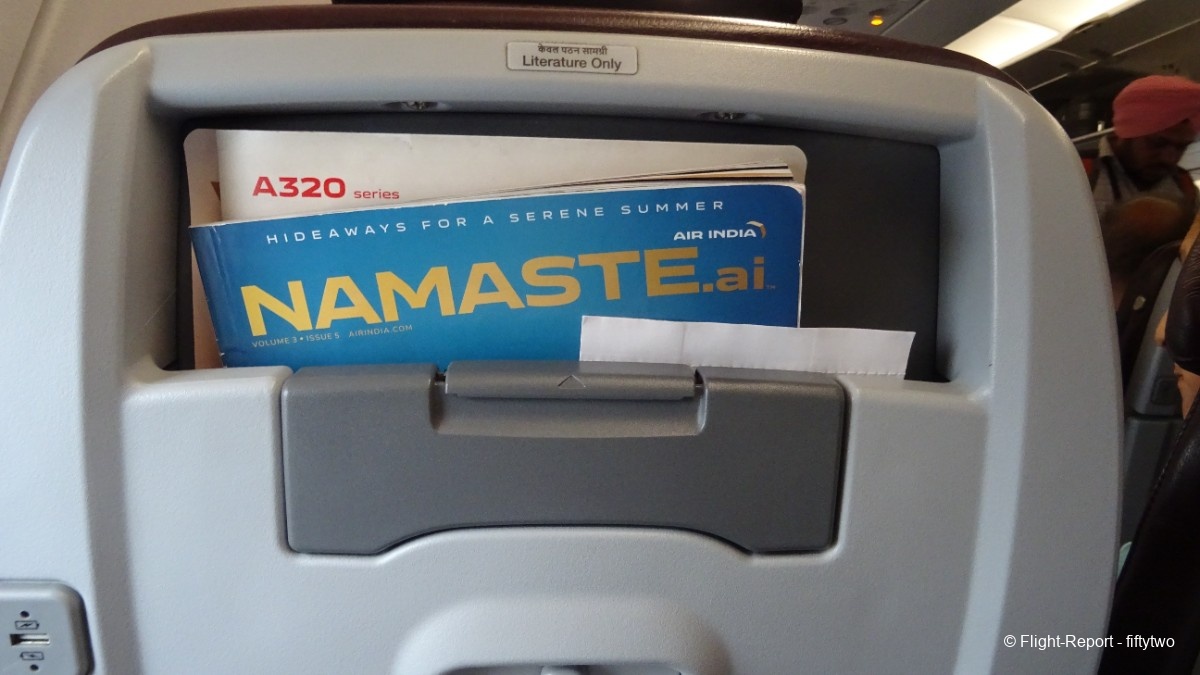 केवल पठन सामग्री
Literature Only
A320 series
HIDEAWAYS FOR A SERENE SUMMER
AIR INDIA
NAMASTE.ai™
VOLUME 3 • ISSUE 5 AIRINDIA.COM
© Flight-Report - fiftytwo